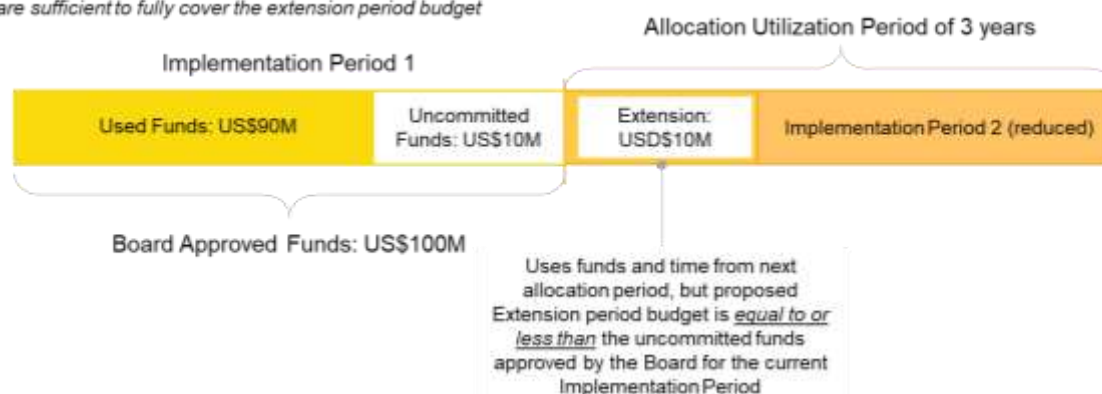 are sufficient to fully cover the extension period budget
Allocation Utilization Period of 3 years
Implementation Period 1
Used Funds: US$90M
Uncommitted
Funds: US$10M
Extension:
USD$10M
Implementation Period 2 (reduced)
Board Approved Funds: US$100M
Uses funds and time from next
allocation period, but proposed
Extension period budget is equal to or
less than the uncommitted funds
approved by the Board for the current
Implementation Period